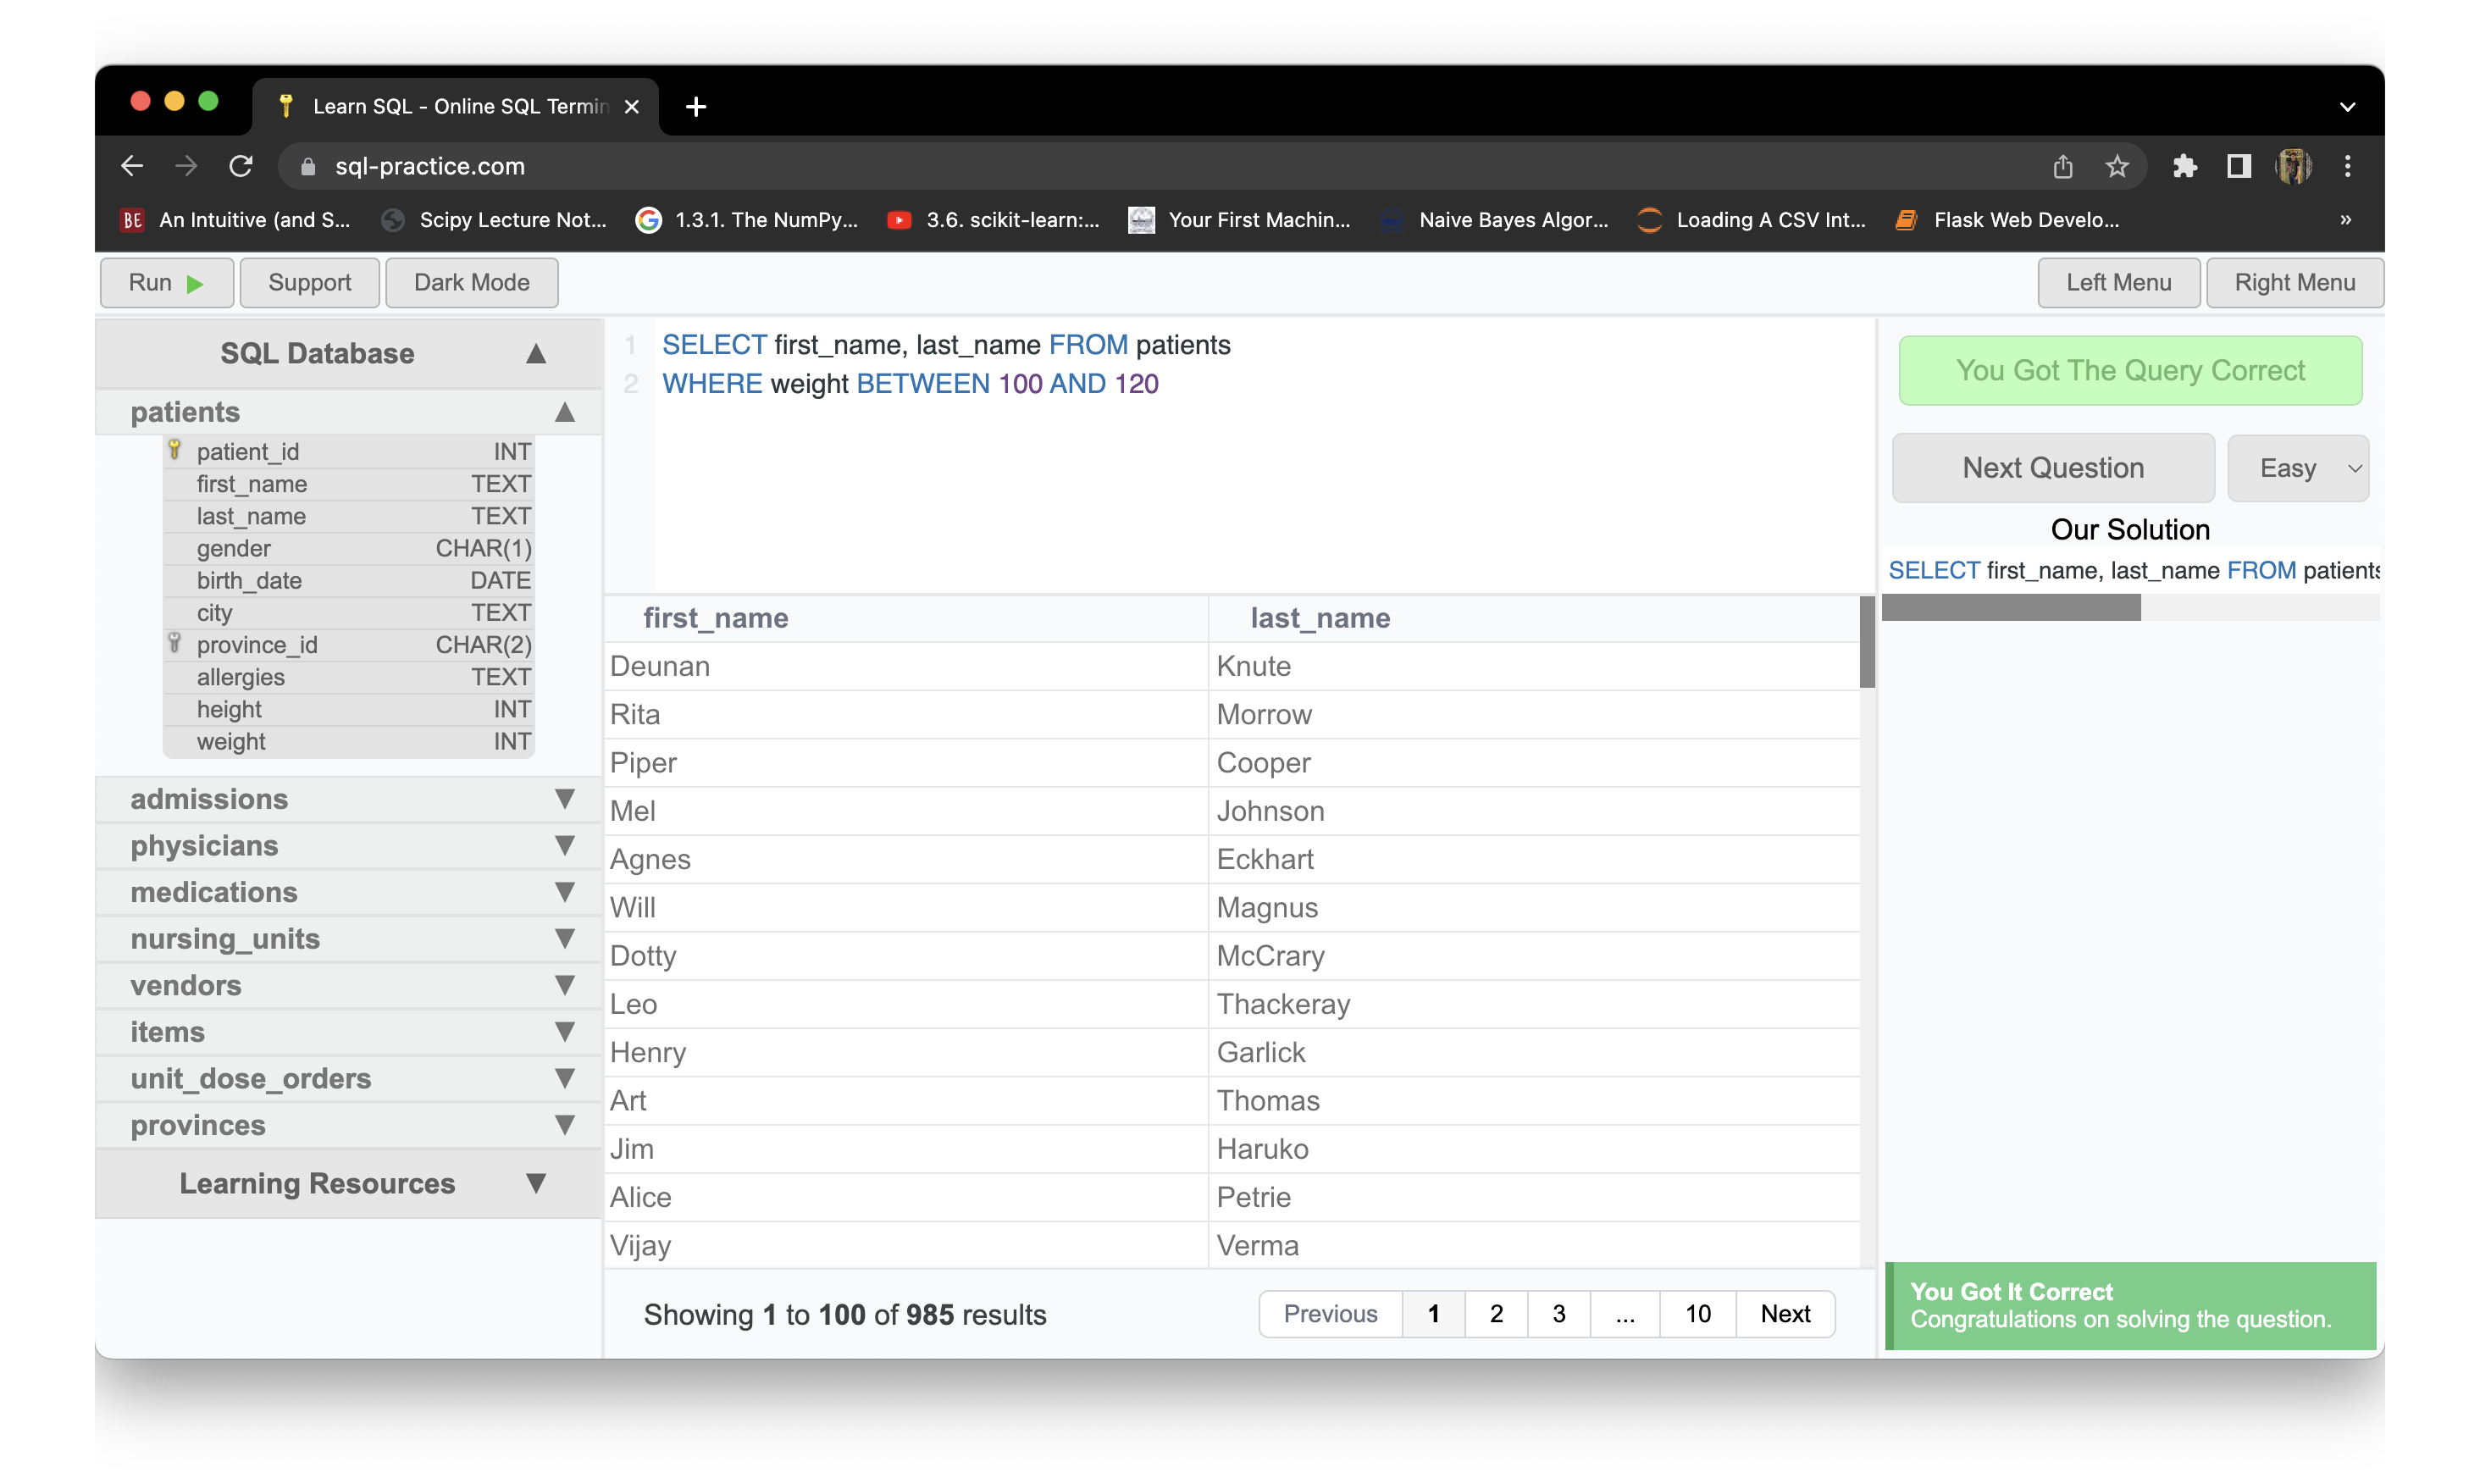 Learn SQL - Online SQL Termin
sql-practice.com
BE An Intuitive (and S...
Scipy Lecture Not...
1.3.1. The NumPy...
3.6. scikit-learn:...
Your First Machin...
Naive Bayes Algor...
Loading A CSV Int...
Flask Web Develo...
»
Run
Support
Dark Mode
Left Menu
Right Menu
SQL Database
patients
patient_id INT
first_name TEXT
last_name TEXT
gender CHAR(1)
birth_date DATE
city TEXT
province_id CHAR(2)
allergies TEXT
height INT
weight INT
admissions
physicians
medications
nursing_units
vendors
items
unit_dose_orders
provinces
Learning Resources
1 SELECT first_name, last_name FROM patients
2 WHERE weight BETWEEN 100 AND 120
first_name last_name
Deunan Knute
Rita Morrow
Piper Cooper
Mel Johnson
Agnes Eckhart
Will Magnus
Dotty McCrary
Leo Thackeray
Henry Garlick
Art Thomas
Jim Haruko
Alice Petrie
Vijay Verma
Showing 1 to 100 of 985 results
Previous 1 2 3 ... 10 Next
You Got The Query Correct
Next Question
Easy
Our Solution
SELECT first_name, last_name FROM patients
You Got It Correct
Congratulations on solving the question.